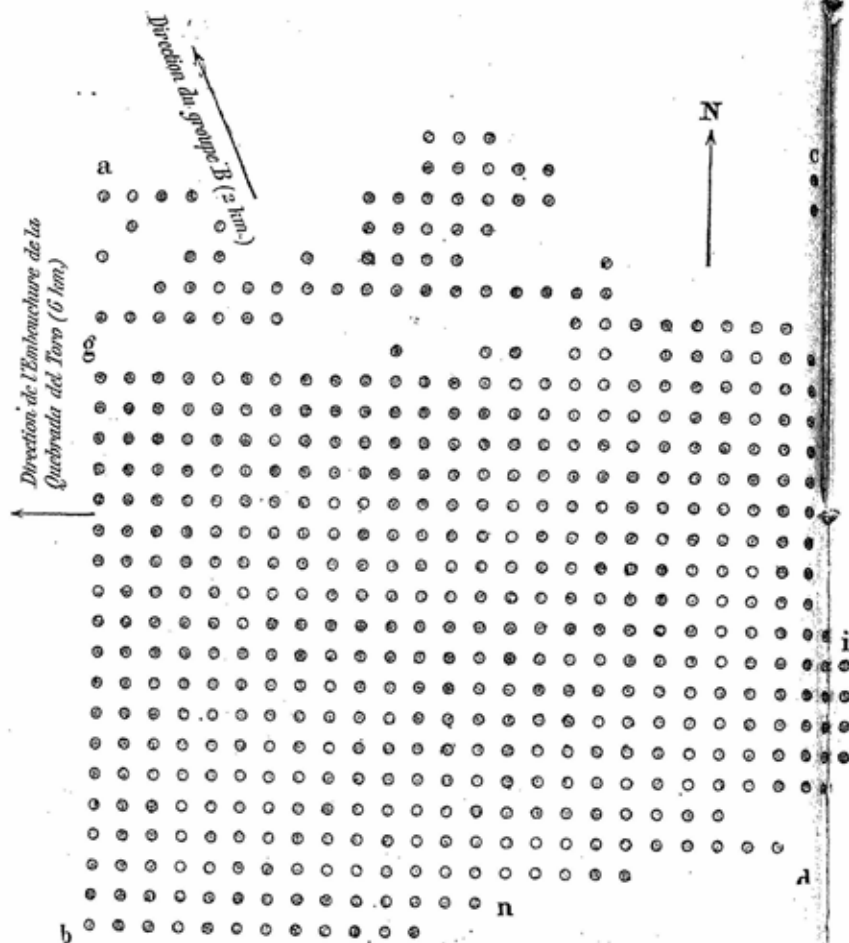 Direction du groupe B (2 km.)
N
c
a
Direction de l'Embouchure de la
Quebrada del Toro (6 km.)
g
i
d
n
b